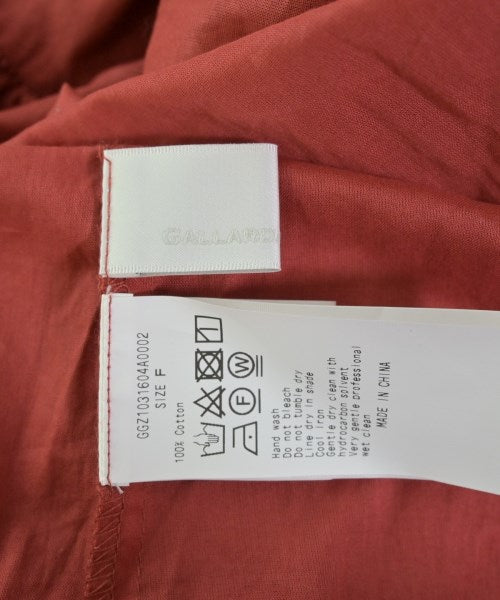 GALLARD
GGZ1031604A0002
SIZE F
100% Cotton
F
W
Hand wash
Do not bleach
Do not tumble dry
Line dry in shade
Cool iron
Gentle dry clean with
hydrocarbon solvent
Very gentle professional
wet clean
MADE IN CHINA